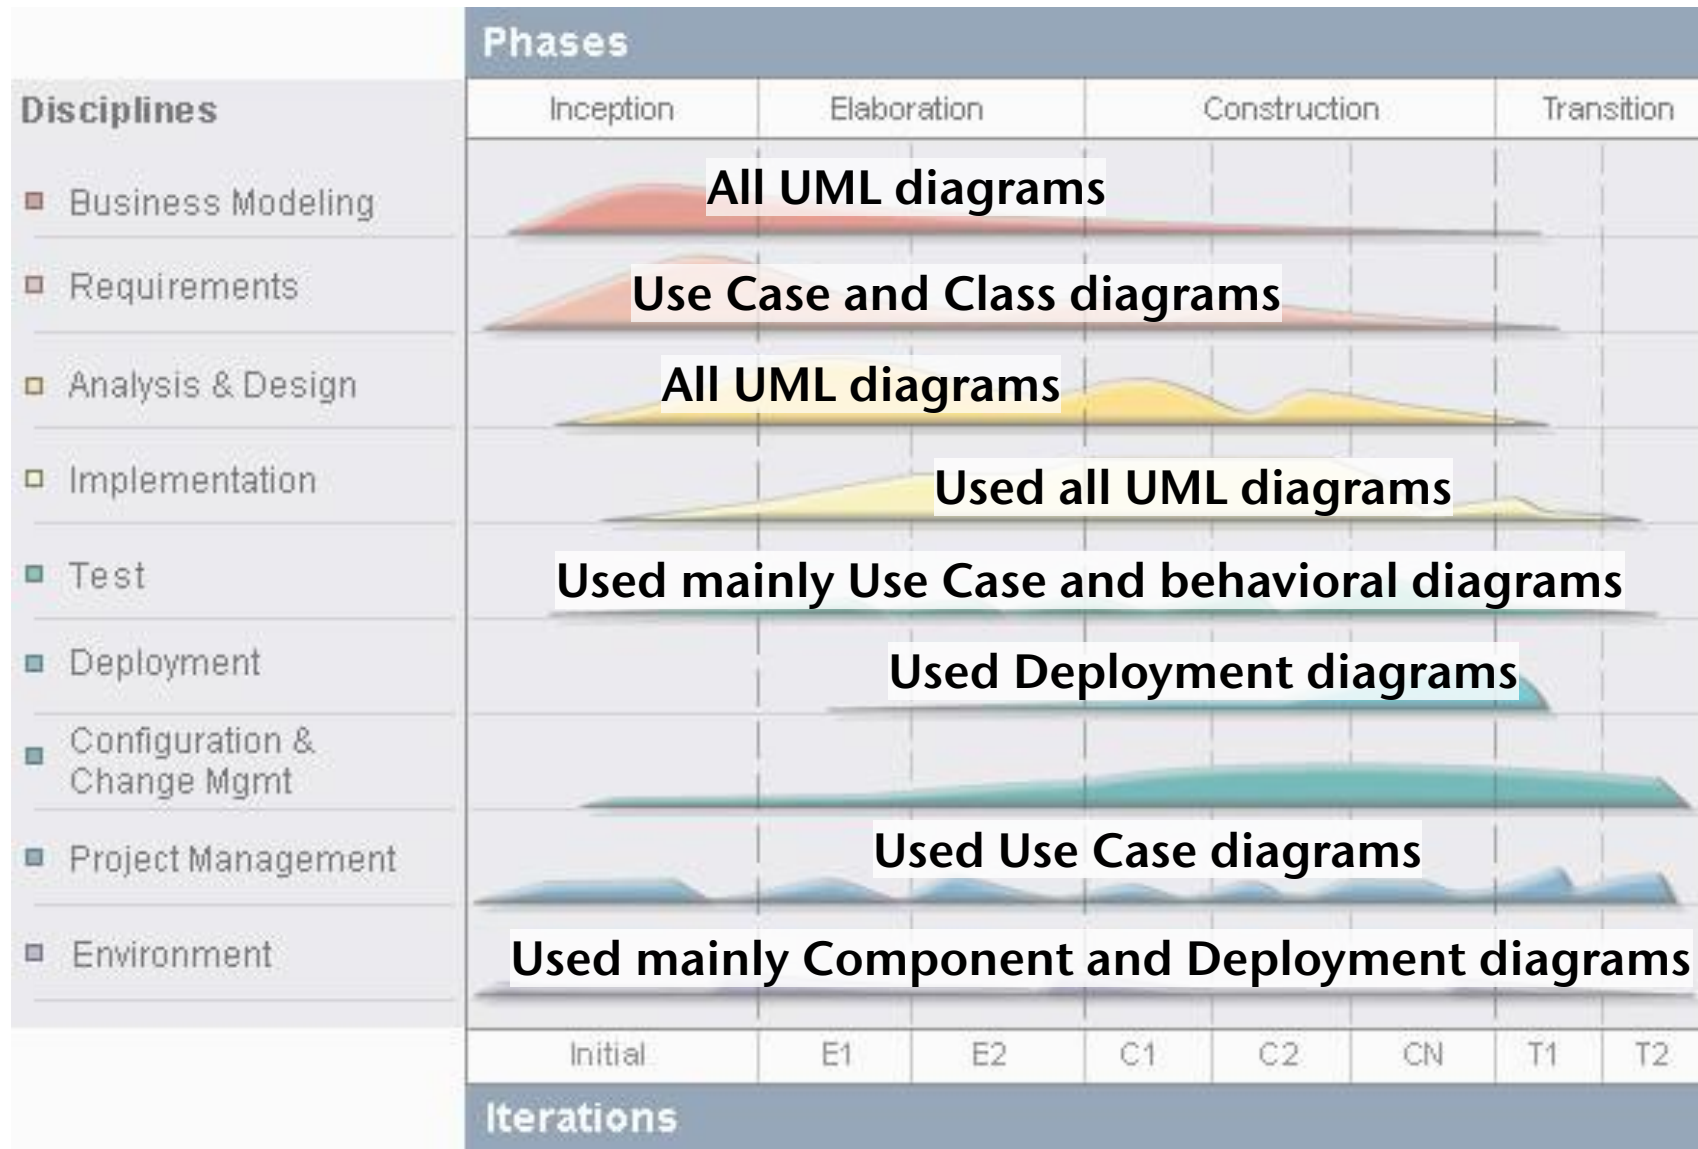 Phases
Disciplines
Inception
Elaboration
Construction
Transition
Business Modeling
All UML diagrams
Requirements
Use Case and Class diagrams
Analysis & Design
All UML diagrams
Implementation
Used all UML diagrams
Test
Used mainly Use Case and behavioral diagrams
Deployment
Used Deployment diagrams
Configuration &
Change Mgmt
Project Management
Used Use Case diagrams
Environment
Used mainly Component and Deployment diagrams
Initial
E1
E2
C1
C2
CN
T1
T2
Iterations